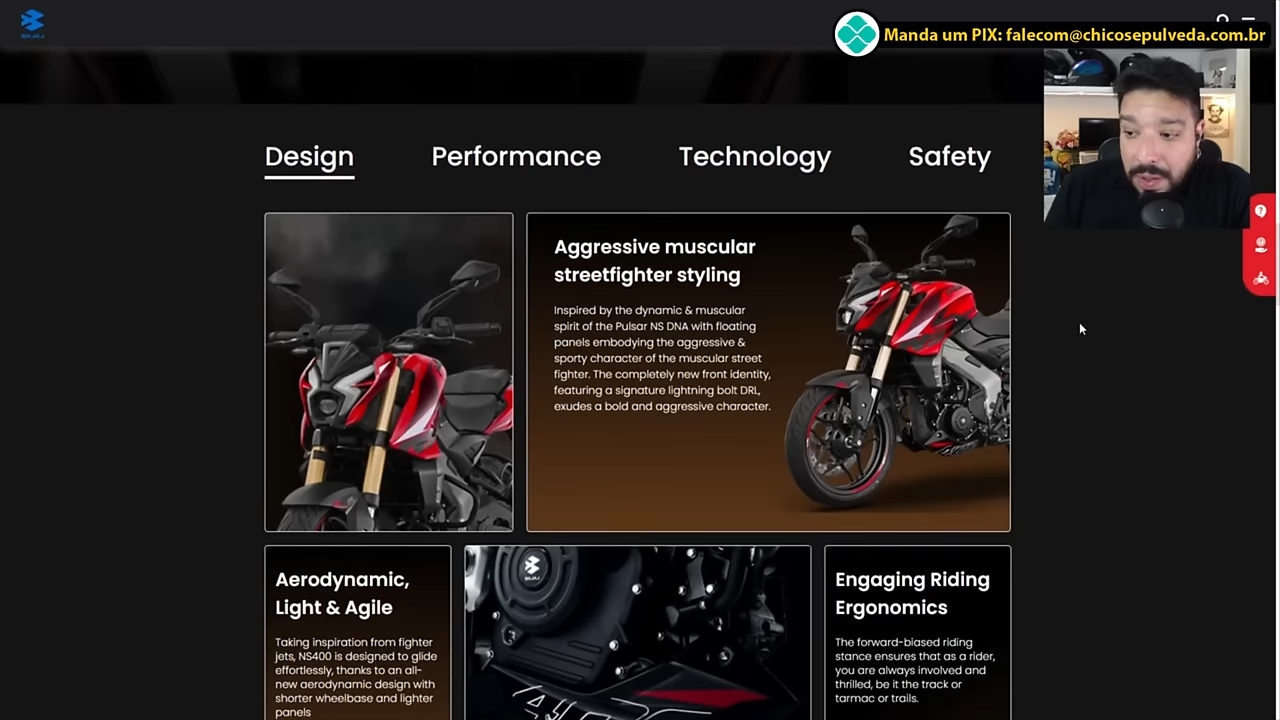 BAJAJ
Manda um PIX: falecom@chicosepulveda.com.br
Design
Performance
Technology
Safety
Aggressive muscular
streetfighter styling
Inspired by the dynamic & muscular
spirit of the Pulsar NS DNA with floating
panels embodying the aggressive &
sporty character of the muscular street
fighter. The completely new front identity,
featuring a signature lightning bolt DRL,
exudes a bold and aggressive character.
Aerodynamic,
Light & Agile
Taking inspiration from fighter
jets, NS400 is designed to glide
effortlessly, thanks to an all-
new aerodynamic design with
shorter wheelbase and lighter
panels
BAJAJ
400
Engaging Riding
Ergonomics
The forward-biased riding
stance ensures that as a rider,
you are always involved and
thrilled, be it the track or
tarmac or trails.